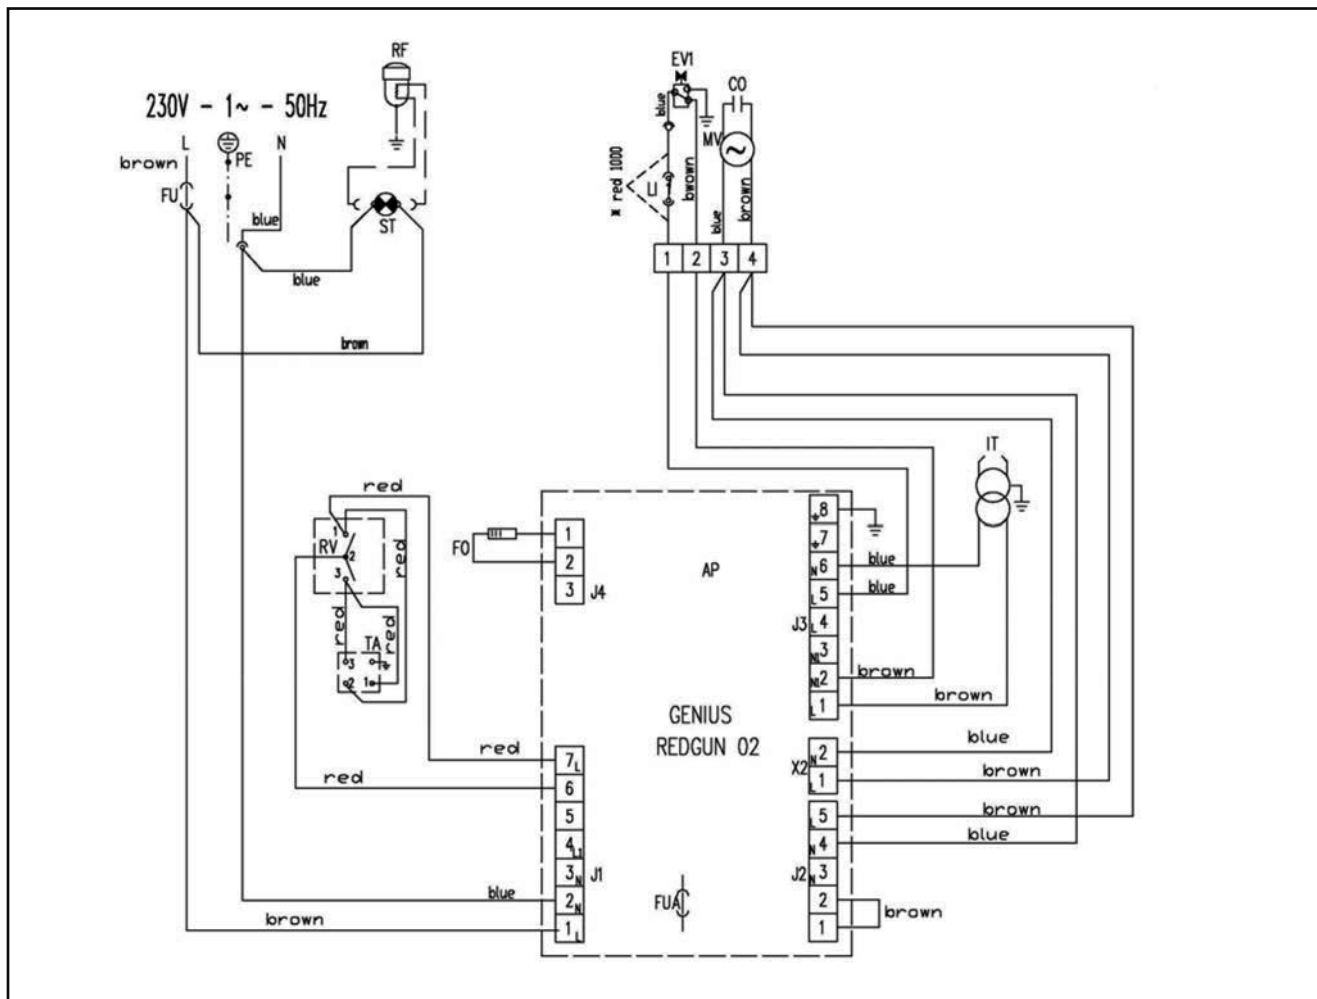 RF
230V - 1~ - 50Hz
L
PE
N
brown
FU
blue
ST
blue
brown
EV1
CO
blue
MV
* red 1000
LI
bwown
blue
brown
1 2 3 4
IT
red
1
RV
2
3
red
red
red
TA
3
2 1
FO
1
2
3
J4
AP
8
7
N 6
blue
L 5
blue
J3
L 4
N1 3
N1 2
brown
L 1
brown
GENIUS
REDGUN 02
red
7 L
red
6
5
4 L1
3 N
J1
blue
2 N
brown
1 L
FUA
X2
N 2
blue
L 1
brown
L 5
brown
N 4
blue
J2
N 3
2
brown
1